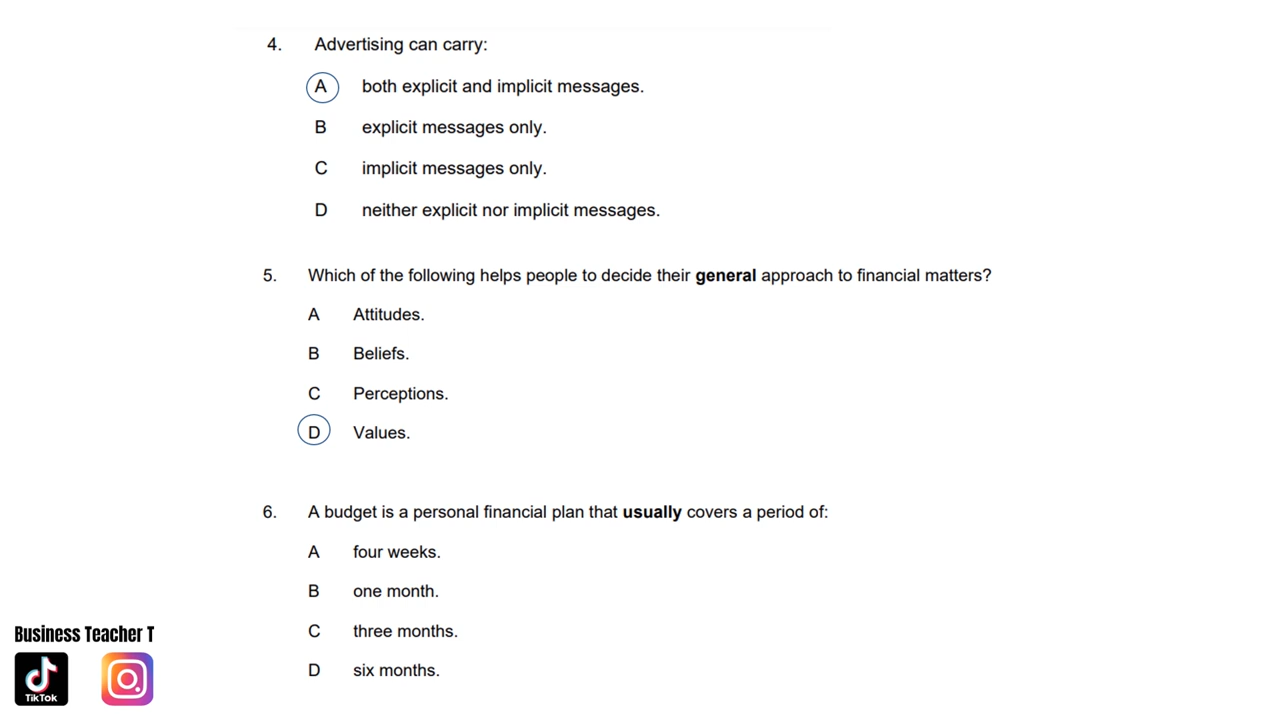 4. Advertising can carry:
A both explicit and implicit messages.
B explicit messages only.
C implicit messages only.
D neither explicit nor implicit messages.
5. Which of the following helps people to decide their general approach to financial matters?
A Attitudes.
B Beliefs.
C Perceptions.
D Values.
6. A budget is a personal financial plan that usually covers a period of:
A four weeks.
B one month.
C three months.
D six months.
Business Teacher T
TikTok